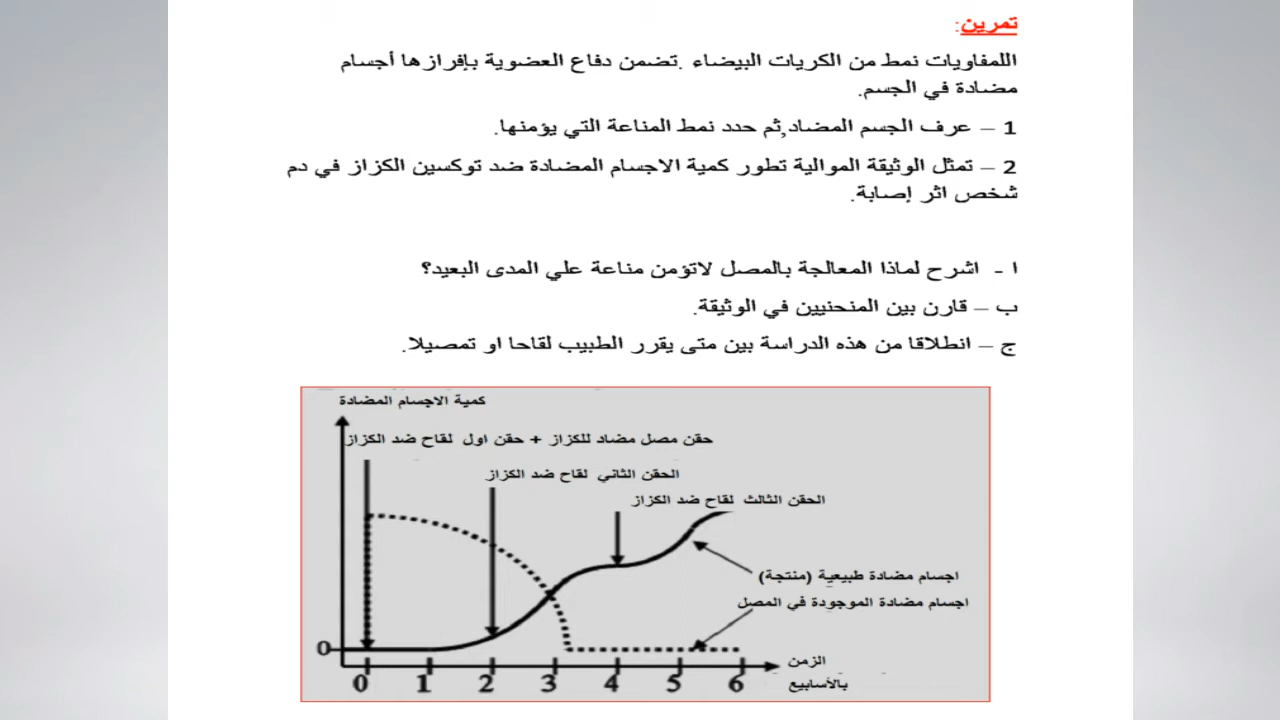 تمرين:
اللمفاويات نمط من الكريات البيضاء .تضمن دفاع العضوية بإفرازها أجسام
مضادة في الجسم.
1 – عرف الجسم المضاد,ثم حدد نمط المناعة التي يؤمنها.
2 – تمثل الوثيقة الموالية تطور كمية الاجسام المضادة ضد توكسين الكزاز في دم
شخص اثر إصابة.
ا - اشرح لماذا المعالجة بالمصل لاتؤمن مناعة علي المدى البعيد؟
ب – قارن بين المنحنيين في الوثيقة.
ج – انطلاقا من هذه الدراسة بين متى يقرر الطبيب لقاحا او تمصيلا.
كمية الاجسام المضادة
حقن مصل مضاد للكزاز + حقن اول لقاح ضد الكزاز
الحقن الثاني لقاح ضد الكزاز
الحقن الثالث لقاح ضد الكزاز
اجسام مضادة طبيعية (منتجة)
اجسام مضادة الموجودة في المصل
0
الزمن
بالأسابيع
0 1 2 3 4 5 6